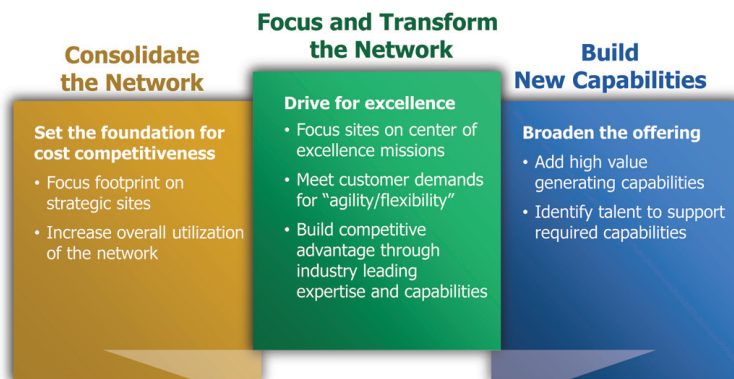 Consolidate
the Network
Set the foundation for
cost competitiveness
• Focus footprint on
strategic sites
• Increase overall utilization
of the network
Focus and Transform
the Network
Drive for excellence
• Focus sites on center of
excellence missions
• Meet customer demands
for “agility/flexibility”
• Build competitive
advantage through
industry leading
expertise and capabilities
Build
New Capabilities
Broaden the offering
• Add high value
generating capabilities
• Identify talent to support
required capabilities